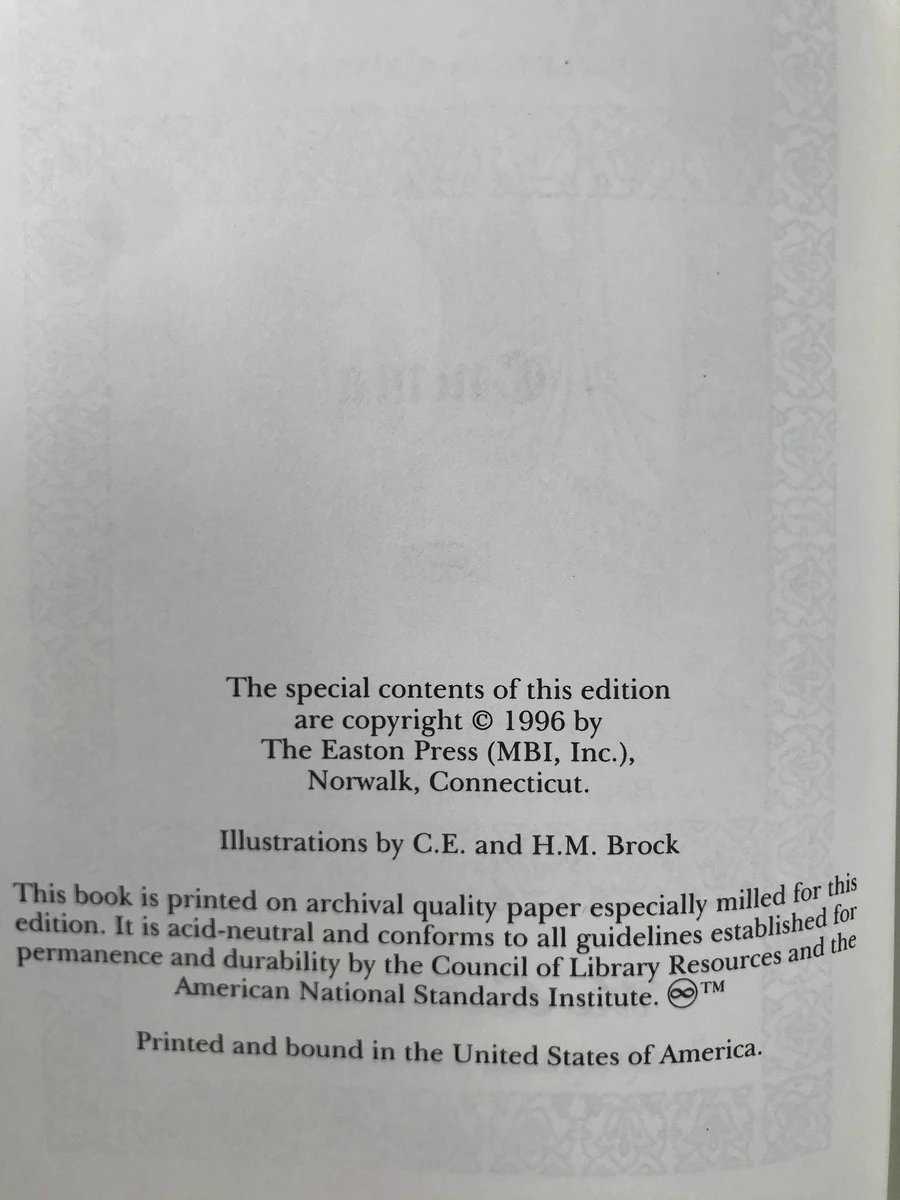 The special contents of this edition
are copyright © 1996 by
The Easton Press (MBI, Inc.),
Norwalk, Connecticut.
Illustrations by C.E. and H.M. Brock
This book is printed on archival quality paper especially milled for this
edition. It is acid-neutral and conforms to all guidelines established for
permanence and durability by the Council of Library Resources and the
American National Standards Institute. ♾™
Printed and bound in the United States of America.